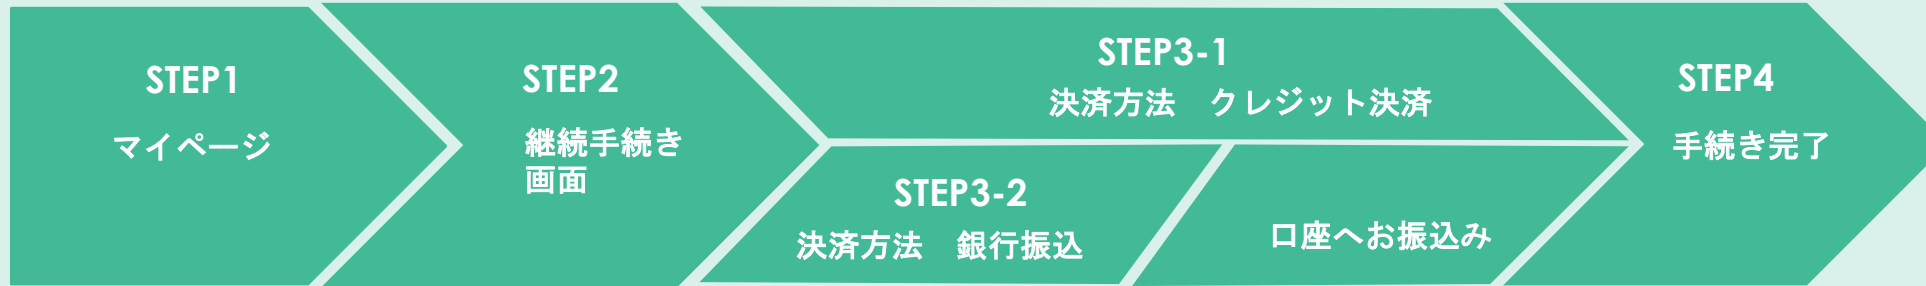 STEP1
マイページ
STEP2
継続手続き
画面
STEP3-1
決済方法　クレジット決済
STEP3-2
決済方法　銀行振込
口座へお振込み
STEP4
手続き完了